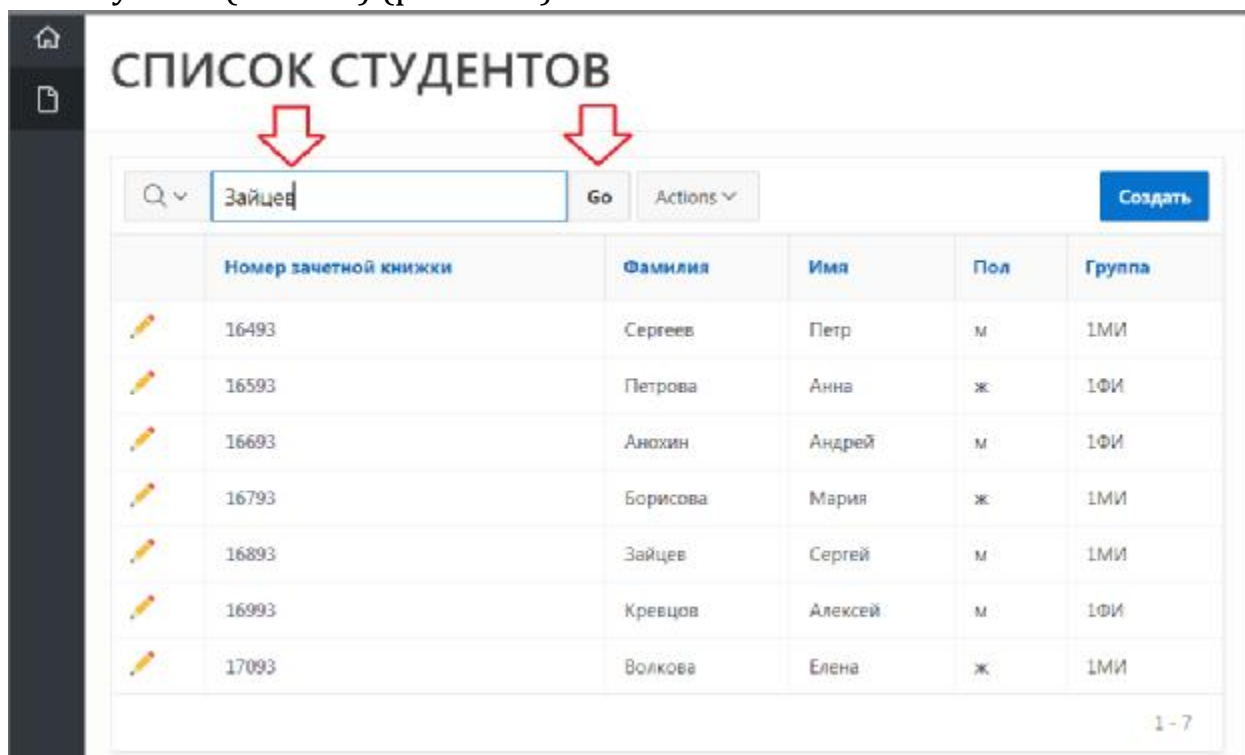 СПИСОК СТУДЕНТОВ
Зайцев Go Actions Создать
Номер зачетной книжки Фамилия Имя Пол Группа
16493 Сергеев Петр м 1МИ
16593 Петрова Анна ж 1ФИ
16693 Анохин Андрей м 1ФИ
16793 Борисова Мария ж 1МИ
16893 Зайцев Сергей м 1МИ
16993 Кревцов Алексей м 1ФИ
17093 Волкова Елена ж 1МИ
1 - 7